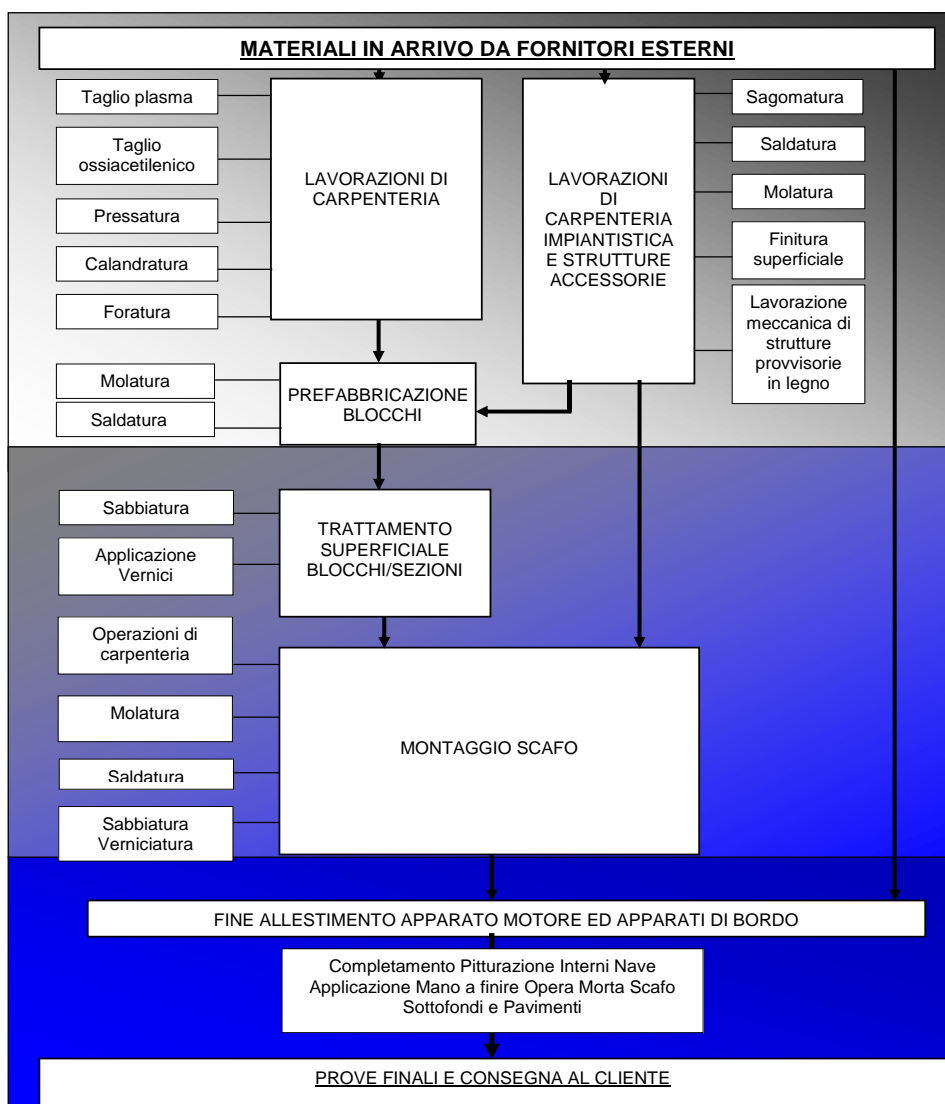 MATERIALI IN ARRIVO DA FORNITORI ESTERNI
Taglio plasma
Taglio
ossiacetilenico
Pressatura
Calandratura
Foratura
LAVORAZIONI DI
CARPENTERIA
LAVORAZIONI
DI
CARPENTERIA
IMPIANTISTICA
E STRUTTURE
ACCESSORIE
Sagomatura
Saldatura
Molatura
Finitura
superficiale
Lavorazione
meccanica di
strutture
provvisorie
in legno
Molatura
Saldatura
PREFABBRICAZIONE
BLOCCHI
Sabbiatura
Applicazione
Vernici
TRATTAMENTO
SUPERFICIALE
BLOCCHI/SEZIONI
Operazioni di
carpenteria
Molatura
Saldatura
Sabbiatura
Verniciatura
MONTAGGIO SCAFO
FINE ALLESTIMENTO APPARATO MOTORE ED APPARATI DI BORDO
Completamento Pitturazione Interni Nave
Applicazione Mano a finire Opera Morta Scafo
Sottofondi e Pavimenti
PROVE FINALI E CONSEGNA AL CLIENTE